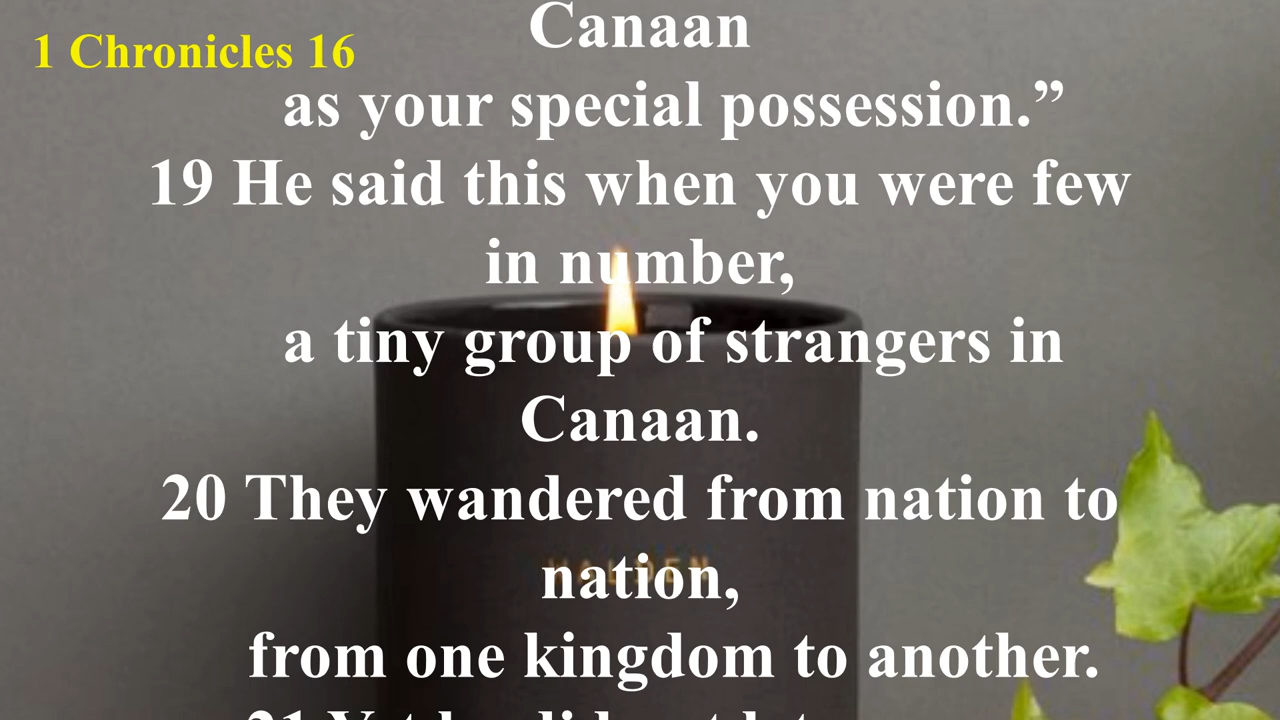 1 Chronicles 16
Canaan
as your special possession.”
19 He said this when you were few
in number,
a tiny group of strangers in
Canaan.
20 They wandered from nation to
nation,
from one kingdom to another.